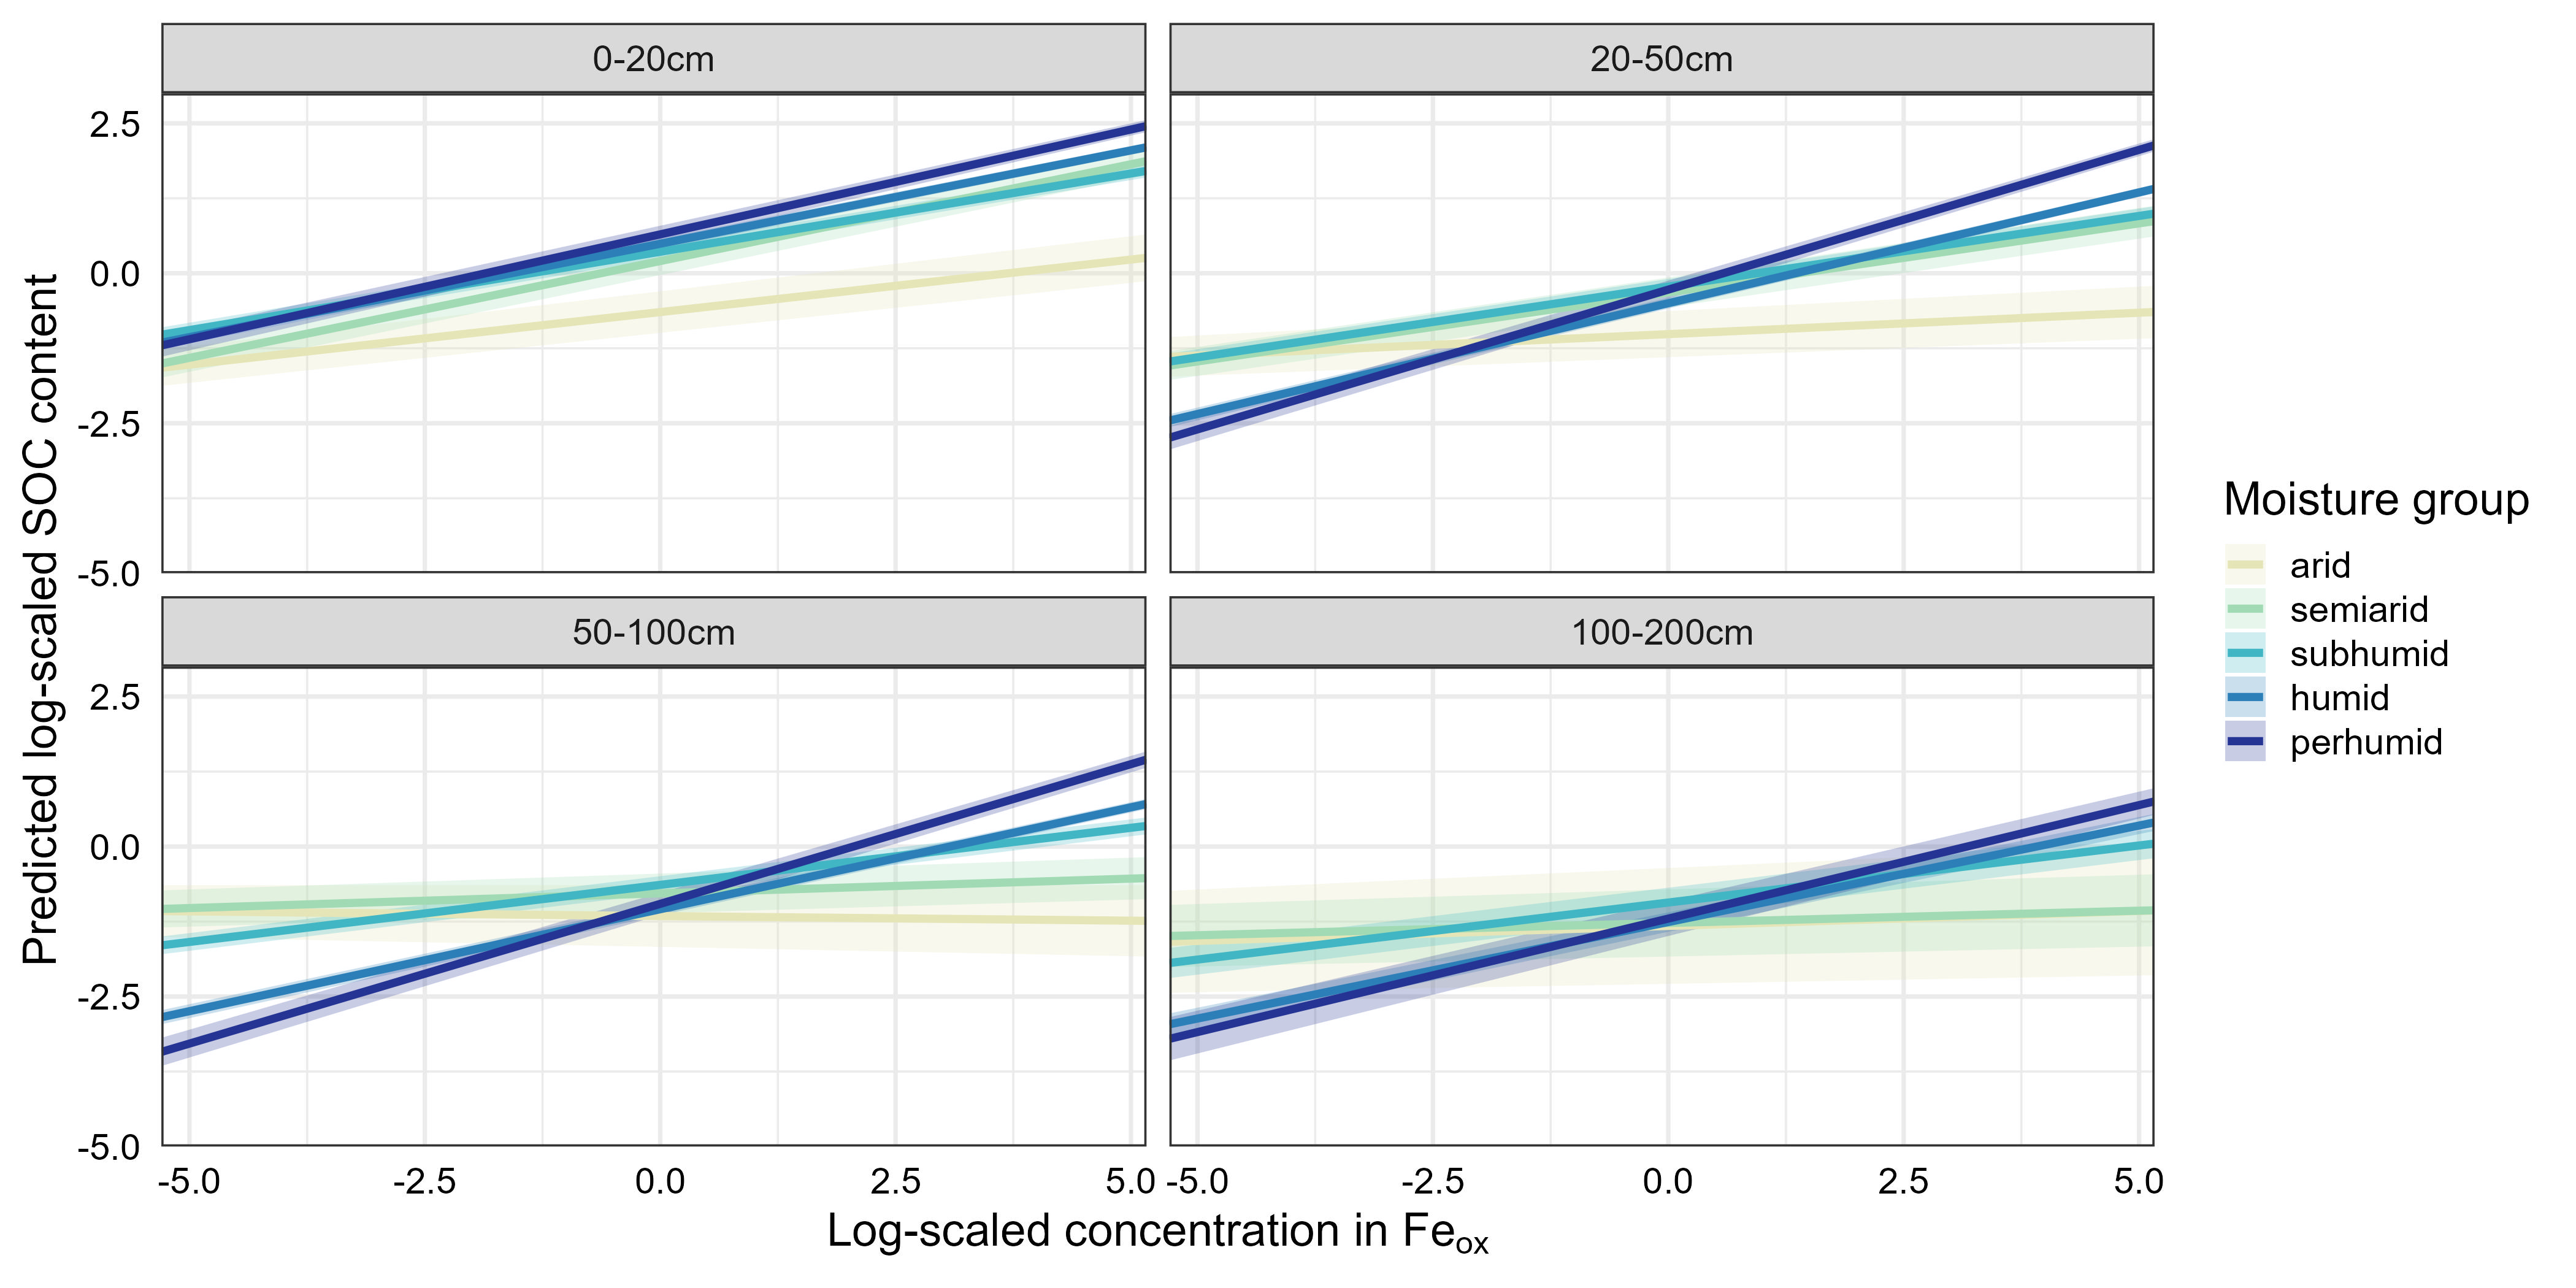 0-20cm
20-50cm
2.5
0.0
-2.5
-5.0
50-100cm
100-200cm
2.5
0.0
-2.5
-5.0
-5.0 -2.5 0.0 2.5 5.0
-5.0 -2.5 0.0 2.5 5.0
Log-scaled concentration in Feox
Predicted log-scaled SOC content
Moisture group
arid
semiarid
subhumid
humid
perhumid